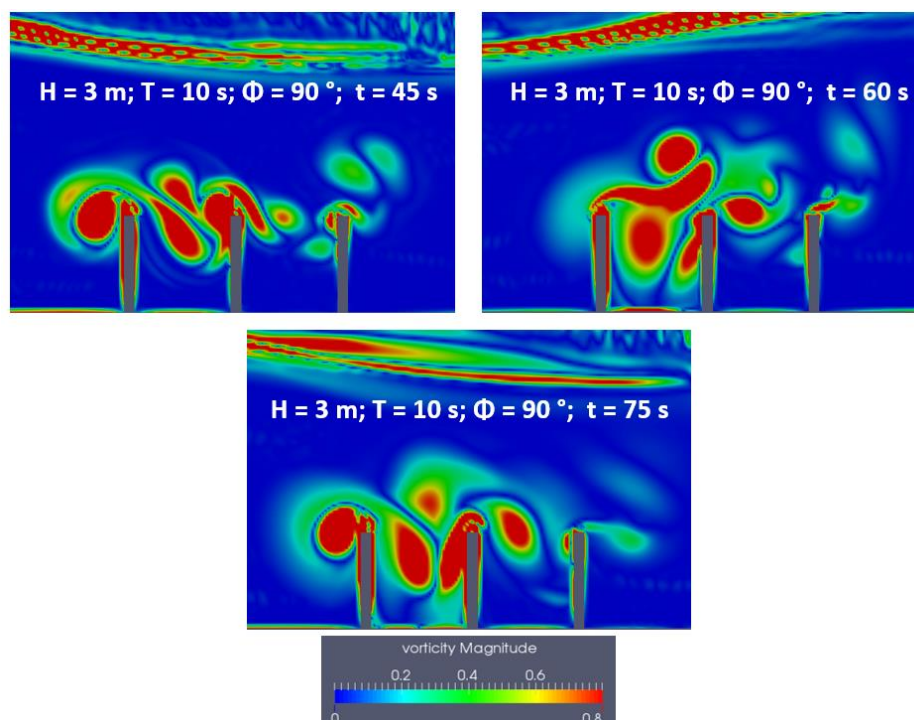 H = 3 m; T = 10 s; Φ = 90 °;  t = 45 s
H = 3 m; T = 10 s; Φ = 90 °;  t = 60 s
H = 3 m; T = 10 s; Φ = 90 °;  t = 75 s
vorticity Magnitude
0.2 0.4 0.6
0 0.8